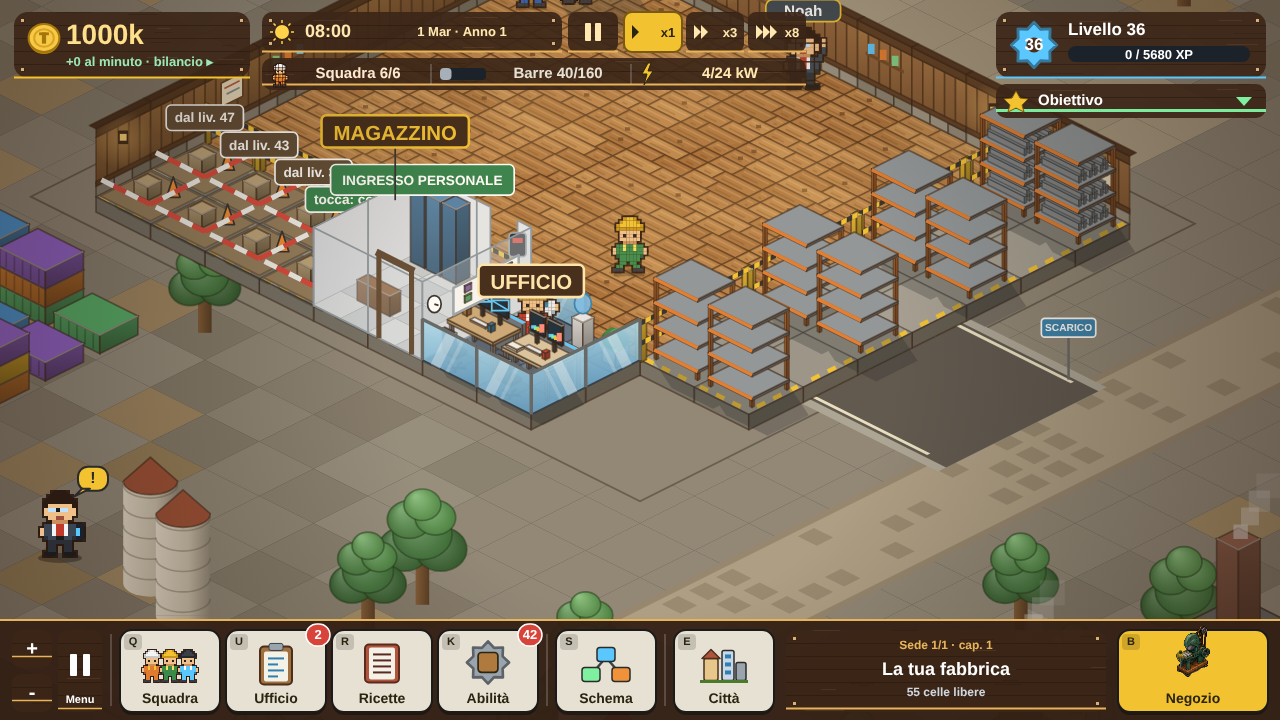 1000k
+0 al minuto · bilancio ▸
08:00
1 Mar · Anno 1
x1
x3
x8
Noah
Squadra 6/6
Barre 40/160
4/24 kW
36
Livello 36
0 / 5680 XP
Obiettivo
dal liv. 47
dal liv. 43
dal liv.
MAGAZZINO
INGRESSO PERSONALE
tocca:
UFFICIO
SCARICO
!
+
-
Menu
Q
Squadra
U
2
Ufficio
R
Ricette
K
42
Abilità
S
Schema
E
Città
Sede 1/1 · cap. 1
La tua fabbrica
55 celle libere
B
Negozio